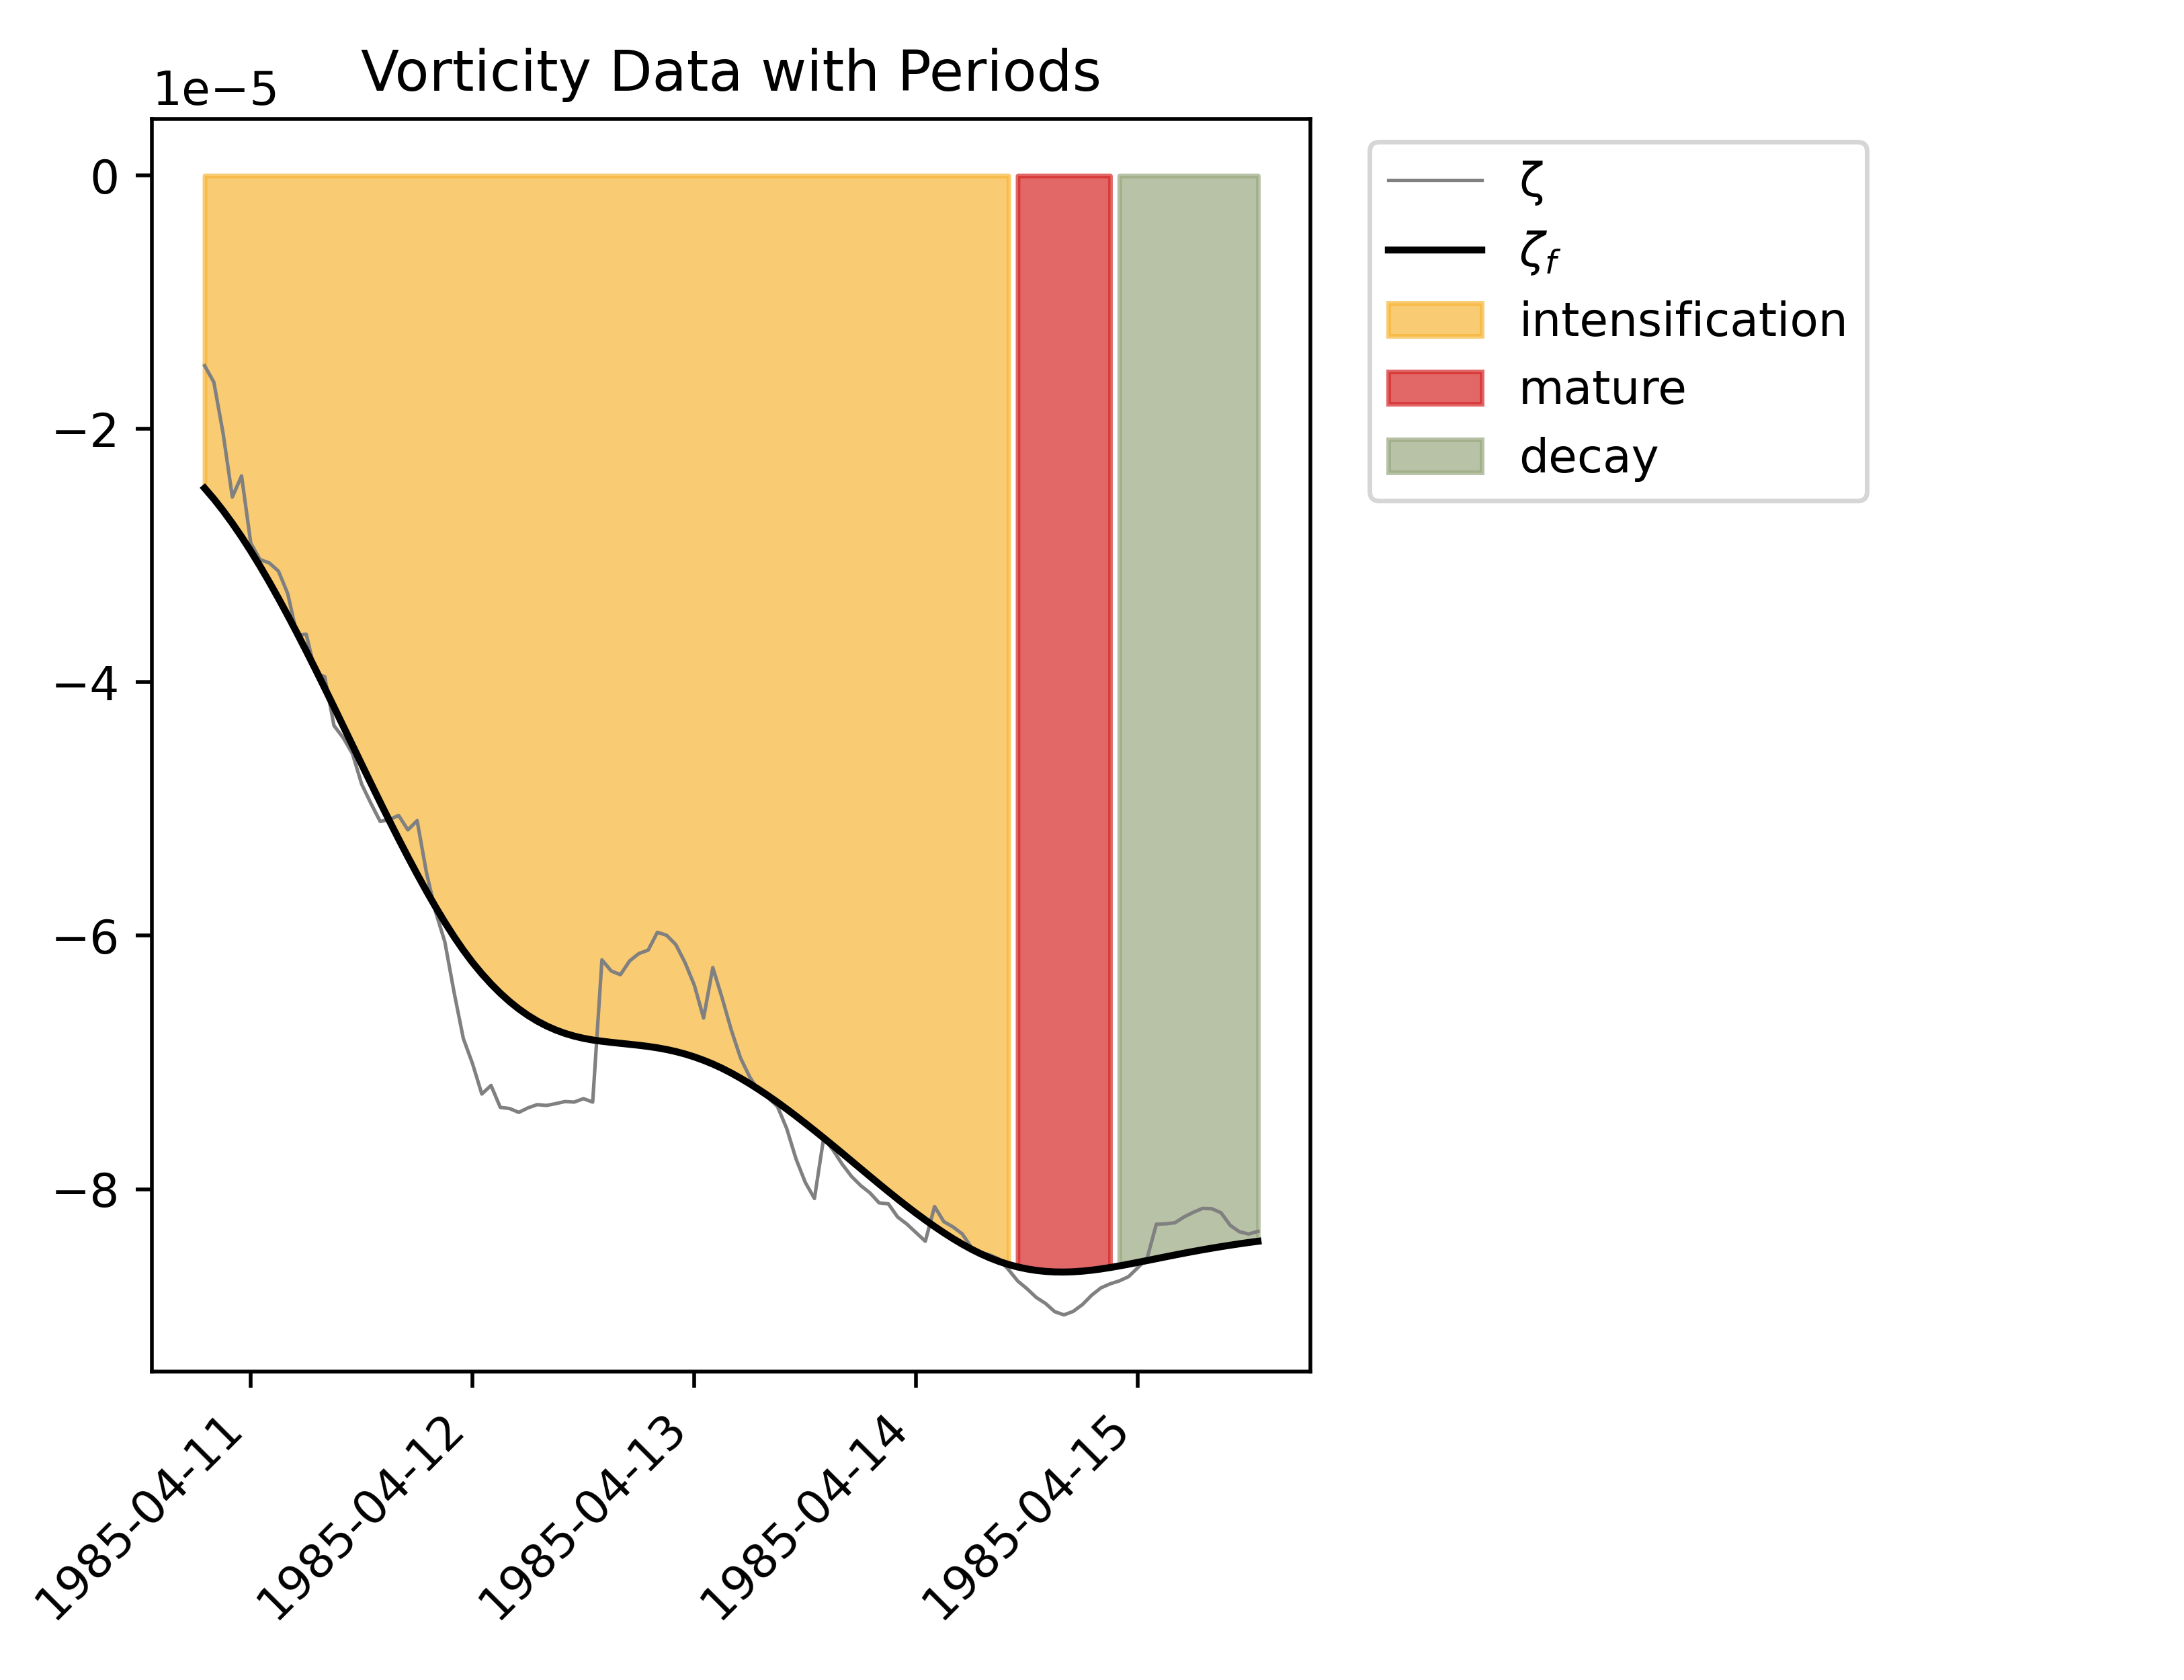 Vorticity Data with Periods
1e−5
0
−2
−4
−6
−8
1985-04-11
1985-04-12
1985-04-13
1985-04-14
1985-04-15
ζ
ζf
intensification
mature
decay